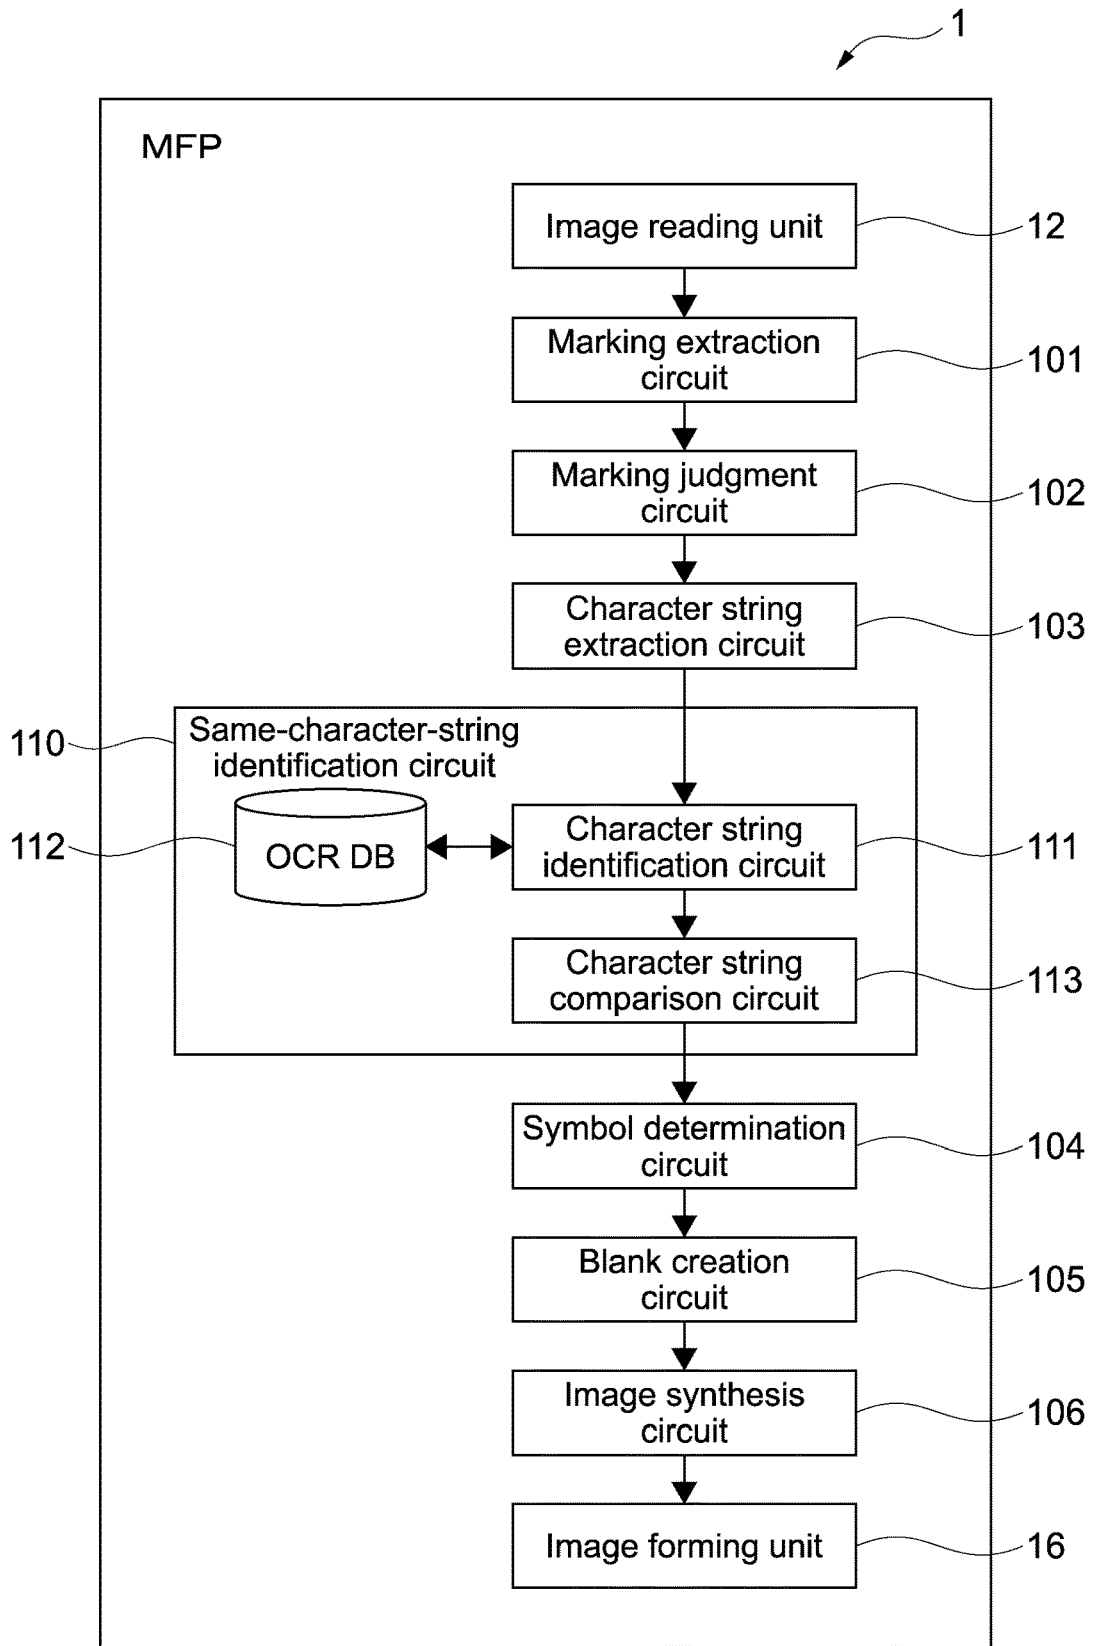 1
MFP
Image reading unit
12
Marking extraction
circuit
101
Marking judgment
circuit
102
Character string
extraction circuit
103
Same-character-string
identification circuit
110
OCR DB
112
Character string
identification circuit
111
Character string
comparison circuit
113
Symbol determination
circuit
104
Blank creation
circuit
105
Image synthesis
circuit
106
Image forming unit
16